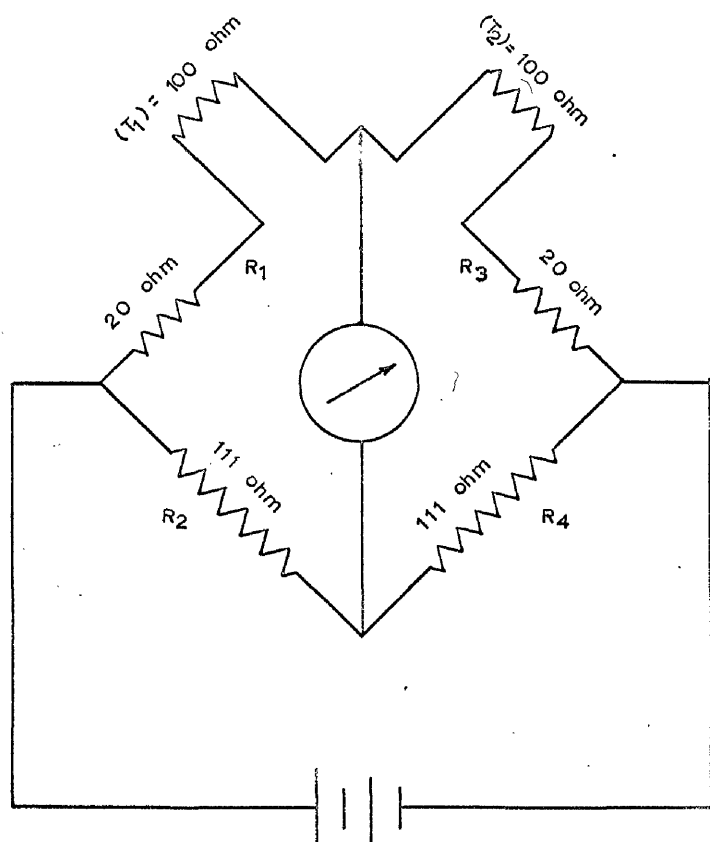 (T1) = 100 ohm
(T2) = 100 ohm
20 ohm
R1
R3
20 ohm
111 ohm
R2
111 ohm
R4